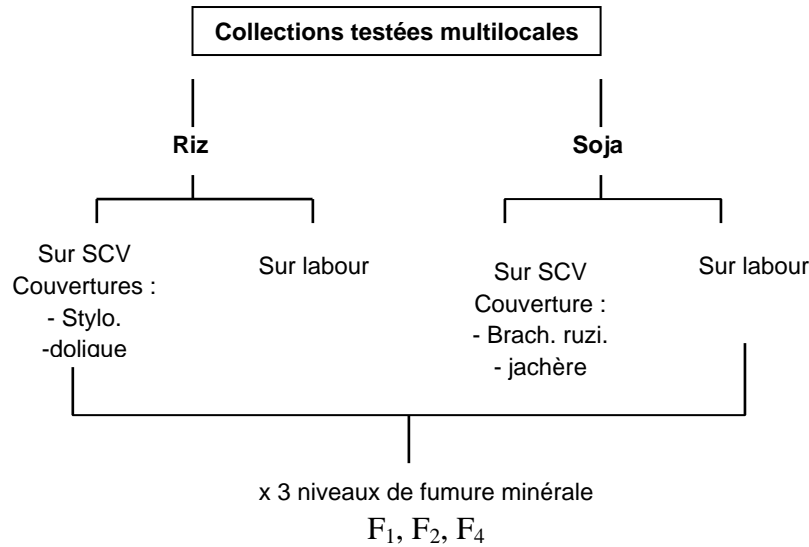 Collections testées multilocales
Riz
Soja
Sur SCV
Couvertures :
- Stylo.
-dolique
Sur labour
Sur SCV
Couverture :
- Brach. ruzi.
- jachère
Sur labour
x 3 niveaux de fumure minérale
F₁, F₂, F₄